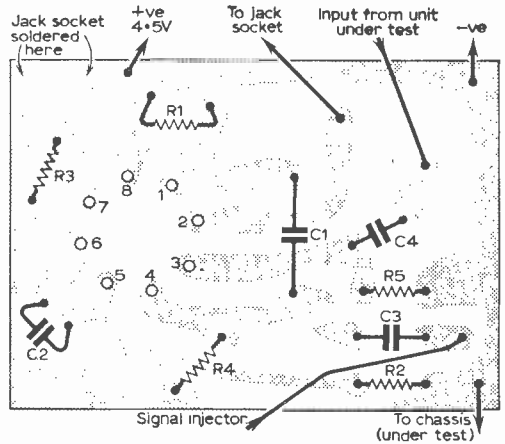 Jack socket
soldered
here
+ve
4·5V
To jack
socket
Input from unit
under test
-ve
R1
R3
8
1
7
2
C1
C4
6
3
5
4
R5
C3
C2
R4
R2
Signal injector
To chassis
(under test)